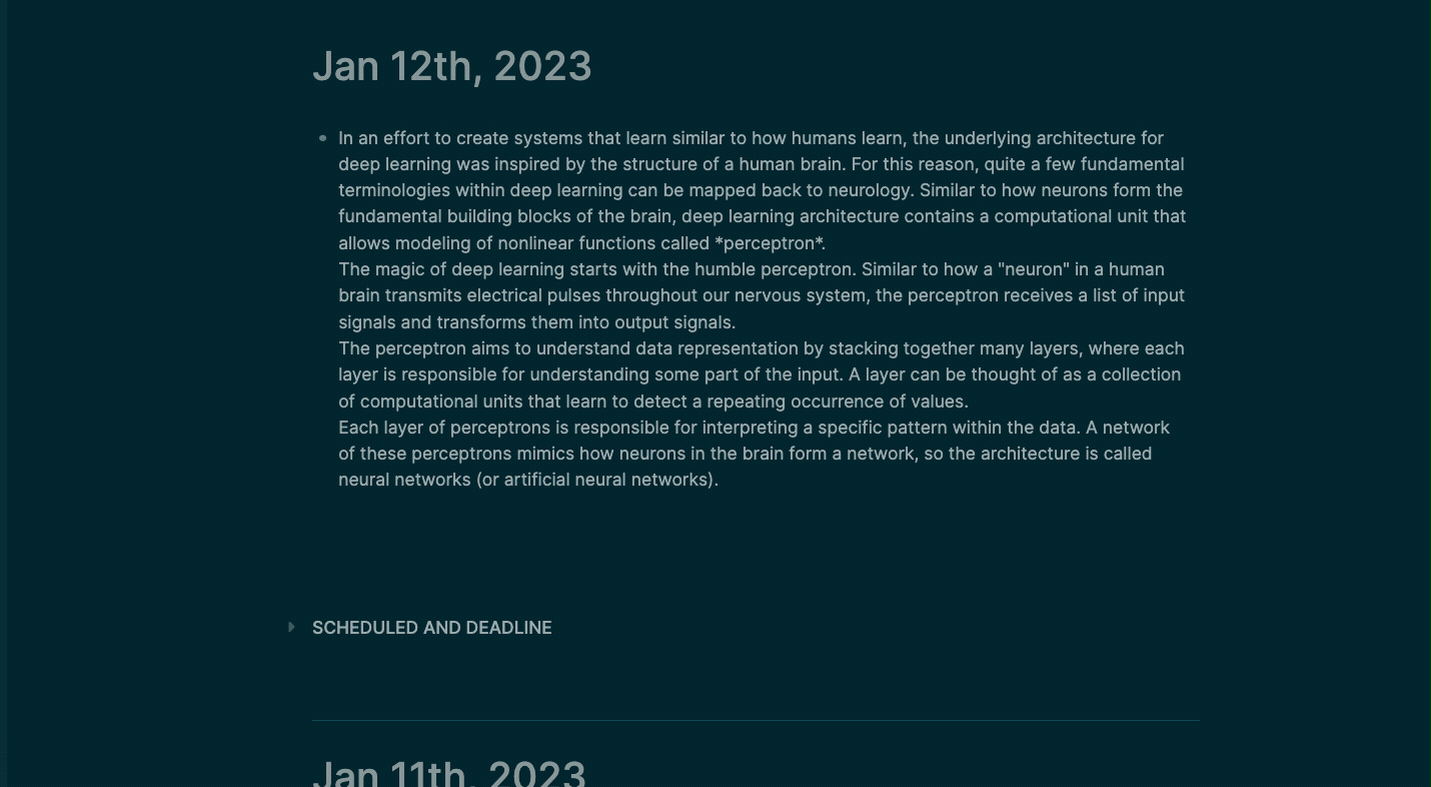 Jan 12th, 2023
In an effort to create systems that learn similar to how humans learn, the underlying architecture for
deep learning was inspired by the structure of a human brain. For this reason, quite a few fundamental
terminologies within deep learning can be mapped back to neurology. Similar to how neurons form the
fundamental building blocks of the brain, deep learning architecture contains a computational unit that
allows modeling of nonlinear functions called *perceptron*.
The magic of deep learning starts with the humble perceptron. Similar to how a "neuron" in a human
brain transmits electrical pulses throughout our nervous system, the perceptron receives a list of input
signals and transforms them into output signals.
The perceptron aims to understand data representation by stacking together many layers, where each
layer is responsible for understanding some part of the input. A layer can be thought of as a collection
of computational units that learn to detect a repeating occurrence of values.
Each layer of perceptrons is responsible for interpreting a specific pattern within the data. A network
of these perceptrons mimics how neurons in the brain form a network, so the architecture is called
neural networks (or artificial neural networks).
SCHEDULED AND DEADLINE
Jan 11th, 2023